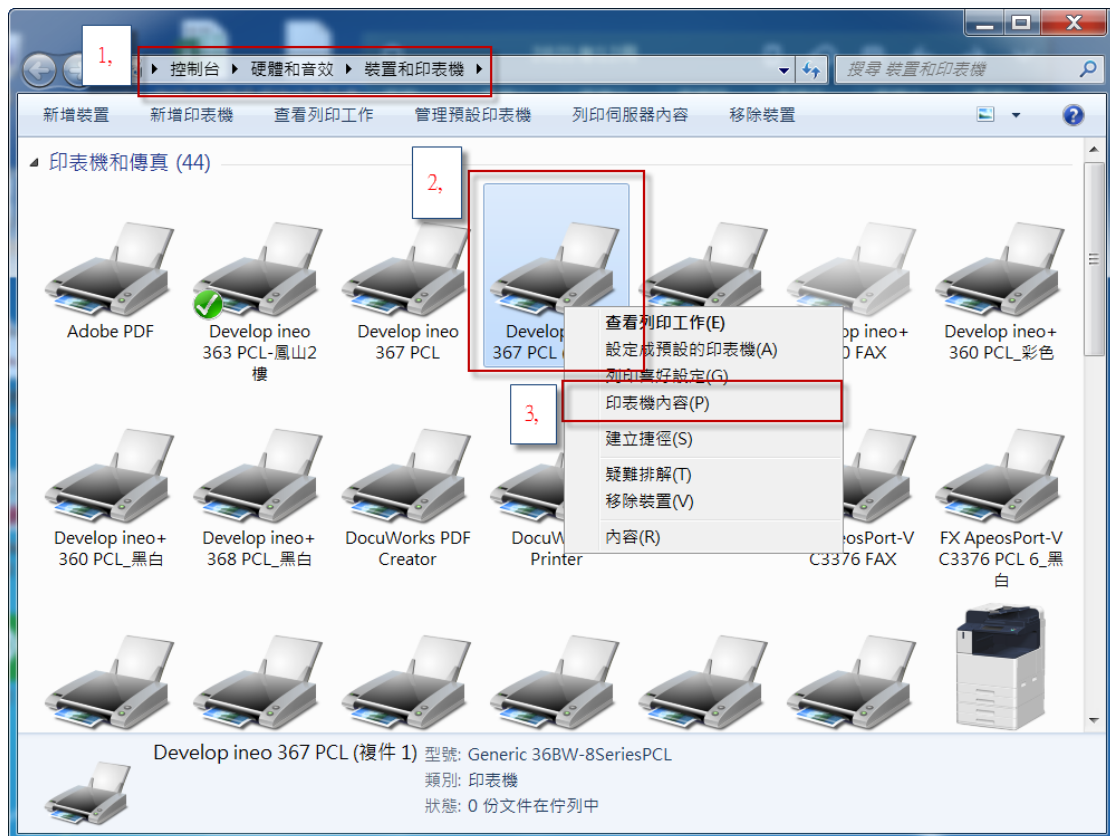 1,
控制台 ▸ 硬體和音效 ▸ 裝置和印表機 ▸
搜尋 裝置和印表機
新增裝置 新增印表機 查看列印工作 管理預設印表機 列印伺服器內容 移除裝置
印表機和傳真 (44)
2,
Adobe PDF
Develop ineo
363 PCL-鳳山2
樓
Develop ineo
367 PCL
Develop
367 PCL
ineo+
FAX
Develop ineo+
360 PCL_彩色
查看列印工作(E)
設定成預設的印表機(A)
列印喜好設定(G)
3,
印表機內容(P)
建立捷徑(S)
疑難排解(T)
移除裝置(V)
內容(R)
Develop ineo+
360 PCL_黑白
Develop ineo+
368 PCL_黑白
DocuWorks PDF
Creator
Printer
C3376 FAX
FX ApeosPort-V
C3376 PCL 6_黑
白
Develop ineo 367 PCL (複件 1)
型號: Generic 36BW-8SeriesPCL
類別: 印表機
狀態: 0 份文件在佇列中